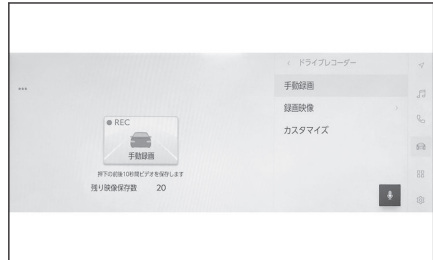 < ドライブレコーダー
手動録画
録画映像
カスタマイズ
● REC
手動録画
押下の前後10秒間ビデオを保存します
残り映像保存数 20